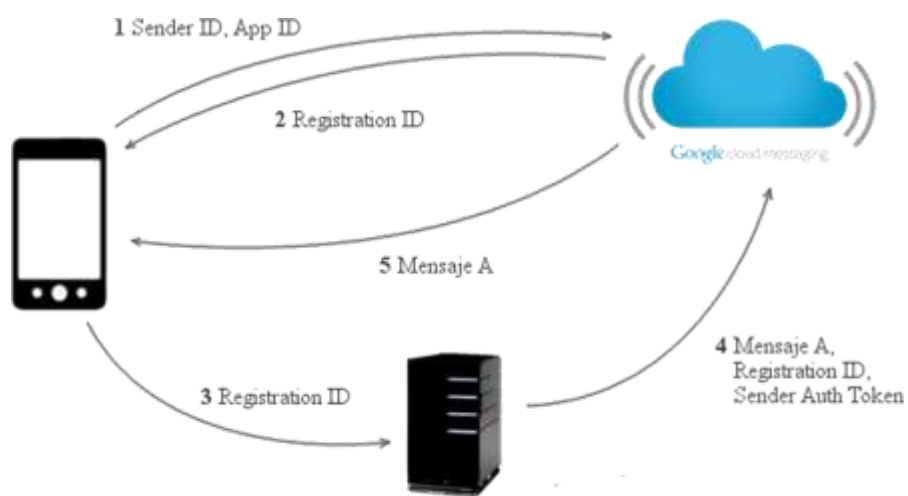 1 Sender ID, App ID
2 Registration ID
Google cloud messaging
5 Mensaje A
4 Mensaje A,
Registration ID,
Sender Auth Token
3 Registration ID